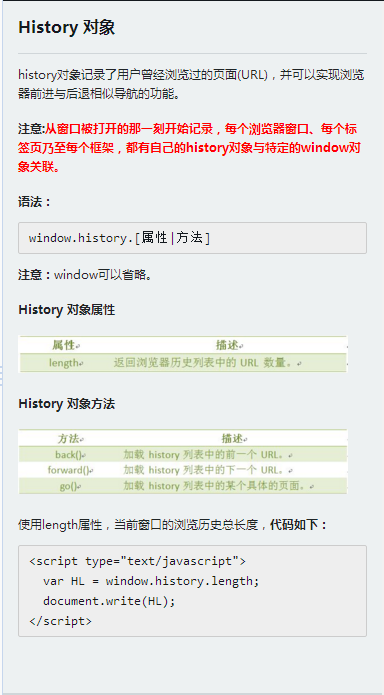 History 对象
history对象记录了用户曾经浏览过的页面(URL)，并可以实现浏览
器前进与后退相似导航的功能。
注意:从窗口被打开的那一刻开始记录，每个浏览器窗口、每个标
签页乃至每个框架，都有自己的history对象与特定的window对
象关联。
语法：
window.history.[属性|方法]
注意：window可以省略。
History 对象属性
属性 描述
length 返回浏览器历史列表中的 URL 数量。
History 对象方法
方法 描述
back() 加载 history 列表中的前一个 URL。
forward() 加载 history 列表中的下一个 URL。
go() 加载 history 列表中的某个具体的页面。
使用length属性，当前窗口的浏览历史总长度，代码如下：
<script type="text/javascript">
var HL = window.history.length;
document.write(HL);
</script>